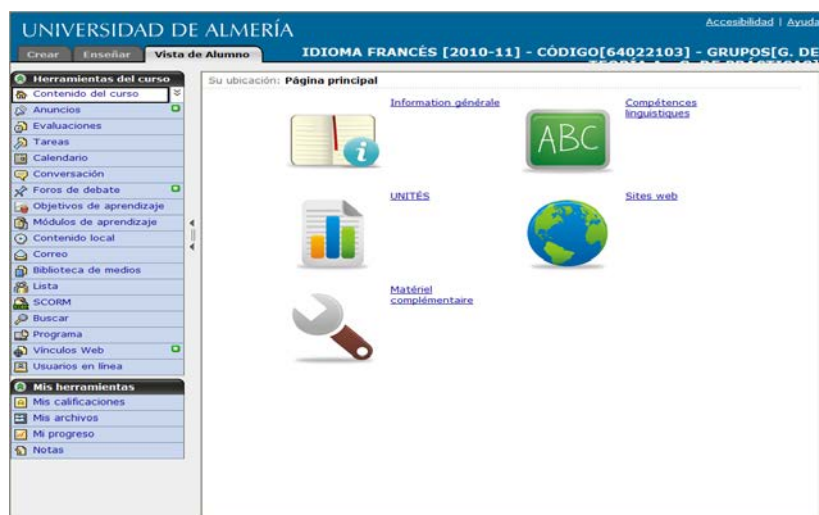 UNIVERSIDAD DE ALMERÍA
Accesibilidad | Ayuda
Crear
Enseñar
Vista de Alumno
IDIOMA FRANCÉS [2010-11] - CÓDIGO[64022103] - GRUPOS[G. DE
Herramientas del curso
Contenido del curso
Anuncios
Evaluaciones
Tareas
Calendario
Conversación
Foros de debate
Objetivos de aprendizaje
Módulos de aprendizaje
Contenido local
Correo
Biblioteca de medios
Lista
SCORM
Buscar
Programa
Vínculos Web
Usuarios en línea
Mis herramientas
Mis calificaciones
Mis archivos
Mi progreso
Notas
Su ubicación: Página principal
Information générale
Compétences
linguistiques
ABC
UNITÉS
Sites web
Matériel
complémentaire